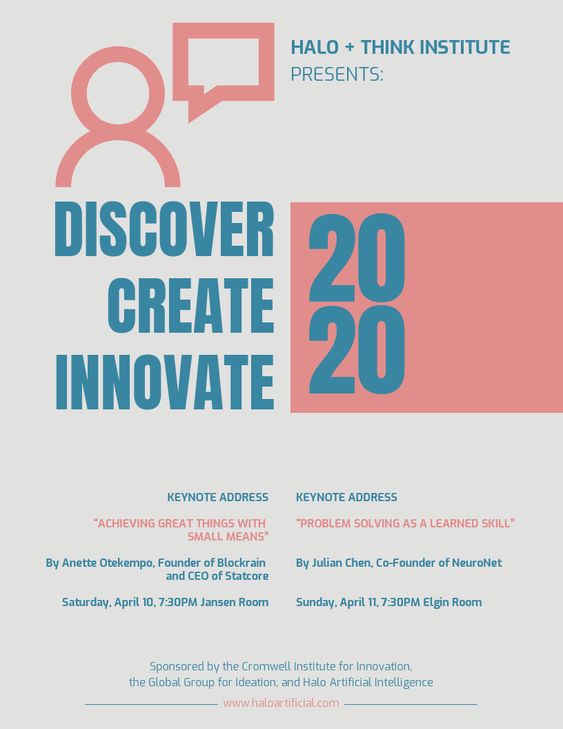 HALO + THINK INSTITUTE
PRESENTS:
DISCOVER
CREATE
INNOVATE
20
20
KEYNOTE ADDRESS
"ACHIEVING GREAT THINGS WITH
SMALL MEANS"
By Anette Otekempo, Founder of Blockrain
and CEO of Statcore
Saturday, April 10, 7:30PM Jansen Room
KEYNOTE ADDRESS
"PROBLEM SOLVING AS A LEARNED SKILL"
By Julian Chen, Co-Founder of NeuroNet
Sunday, April 11, 7:30PM Elgin Room
Sponsored by the Cromwell Institute for Innovation,
the Global Group for Ideation, and Halo Artificial Intelligence
www.haloartificial.com